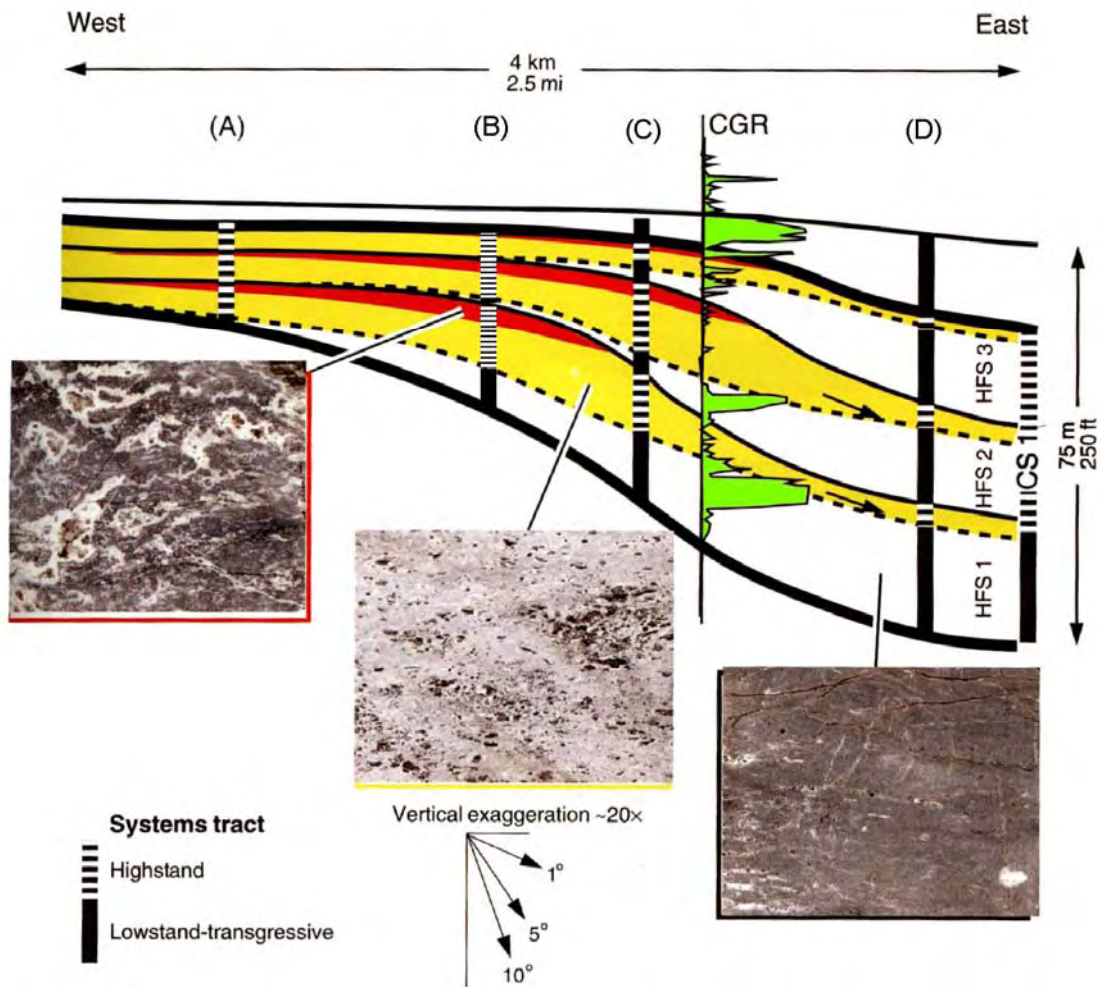 West
East
4 km
2.5 mi
(A)
(B)
(C)
CGR
(D)
HFS 3
HFS 2
HFS 1
CS 1
75 m
250 ft
Vertical exaggeration ~20×
1°
5°
10°
Systems tract
Highstand
Lowstand-transgressive